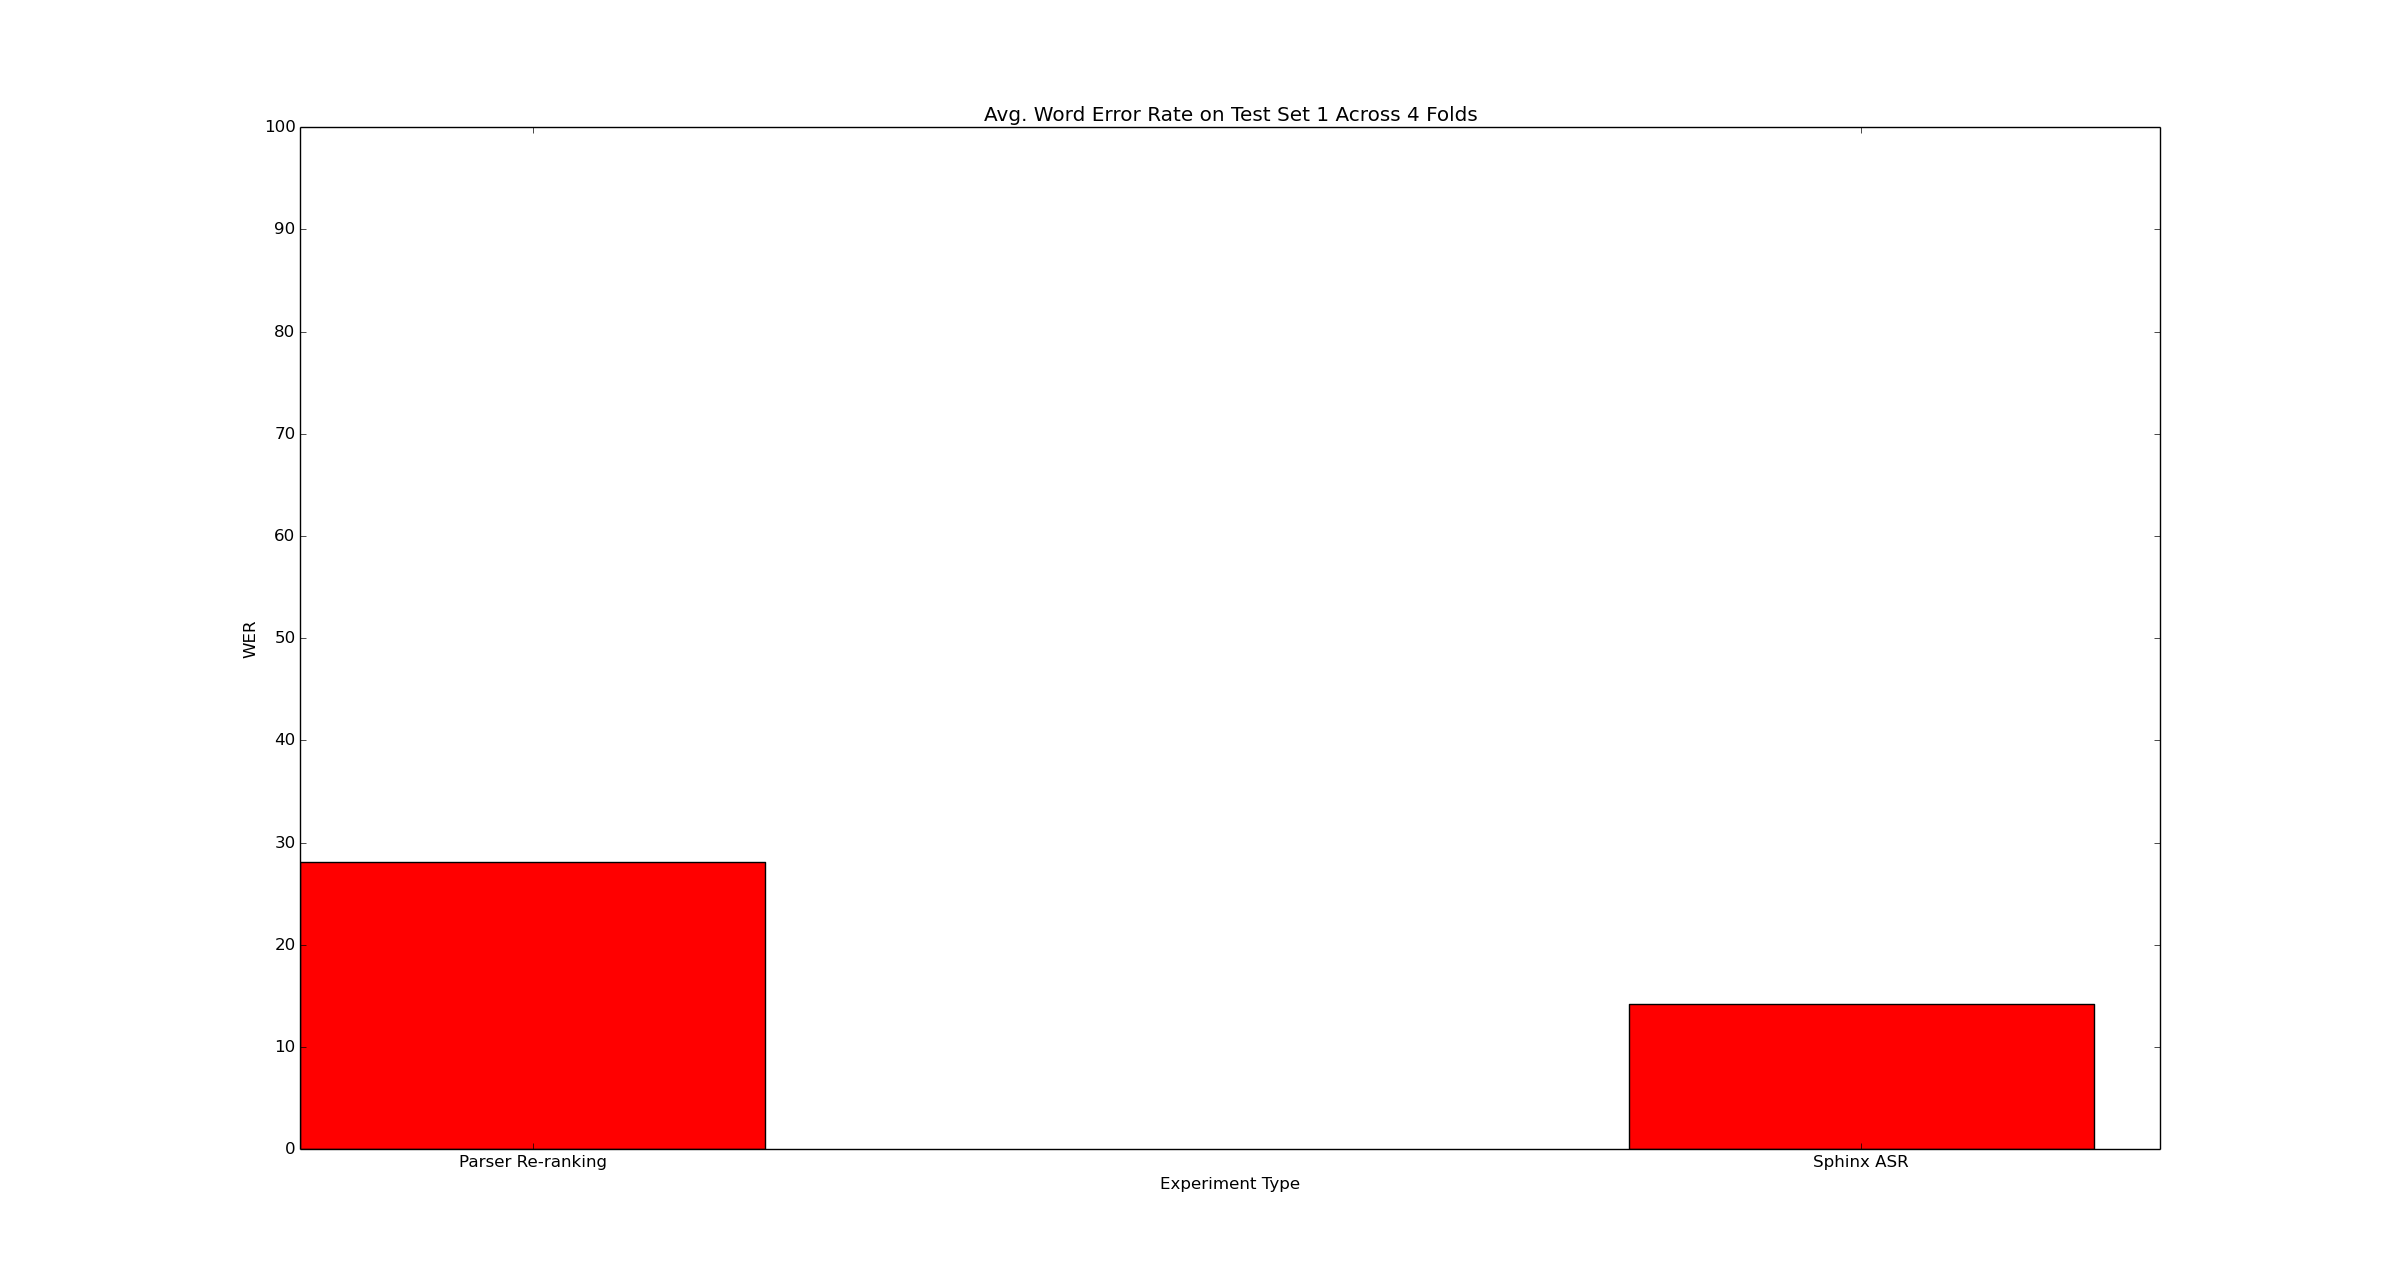 Avg. Word Error Rate on Test Set 1 Across 4 Folds
100
90
80
70
60
50
40
30
20
10
0
WER
Parser Re-ranking
Sphinx ASR
Experiment Type